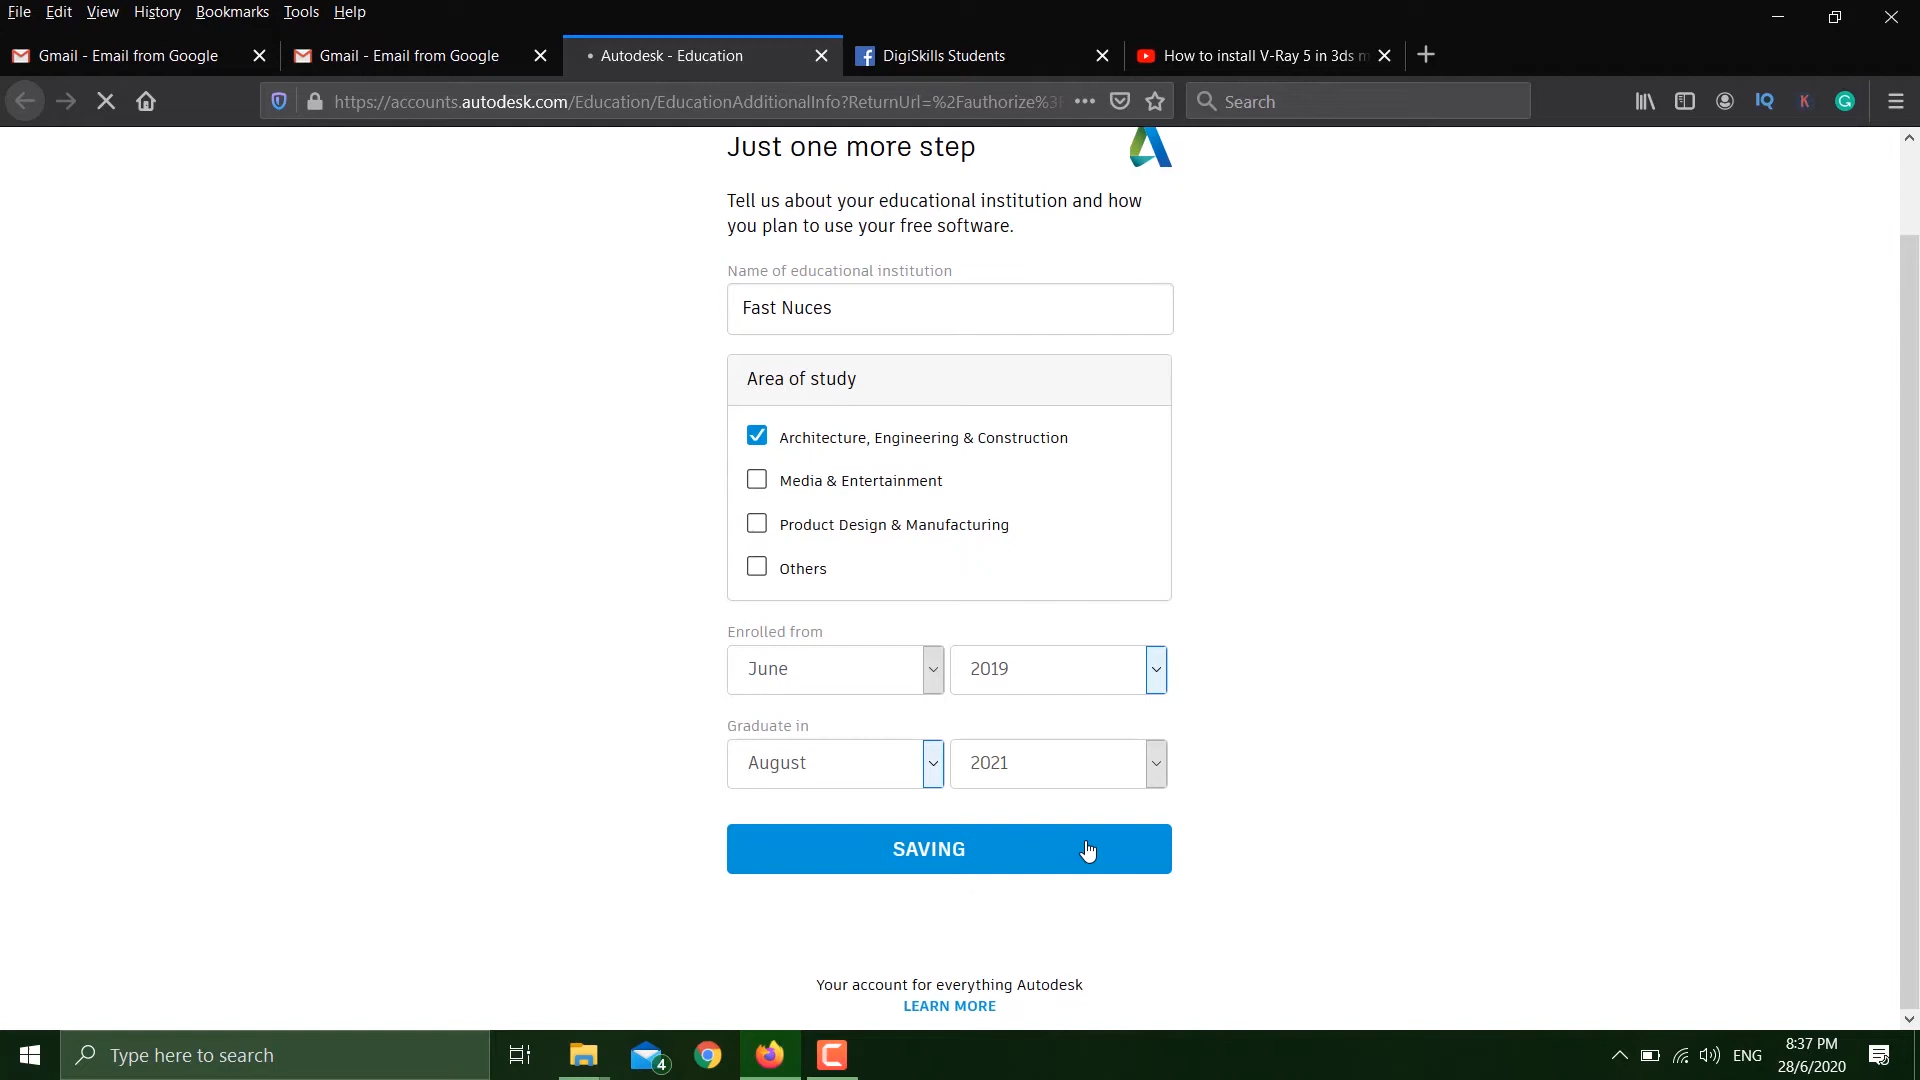 File Edit View History Bookmarks Tools Help
Gmail - Email from Google
Gmail - Email from Google
Autodesk - Education
DigiSkills Students
How to install V-Ray 5 in 3ds m
https://accounts.autodesk.com/Education/EducationAdditionalInfo?ReturnUrl=%2Fauthorize%3F
Search
IQ
K
G
Just one more step
Tell us about your educational institution and how
you plan to use your free software.
Name of educational institution
Fast Nuces
Area of study
Architecture, Engineering & Construction
Media & Entertainment
Product Design & Manufacturing
Others
Enrolled from
June 2019
Graduate in
August 2021
SAVING
Your account for everything Autodesk
LEARN MORE
Type here to search
4
ENG
8:37 PM
28/6/2020